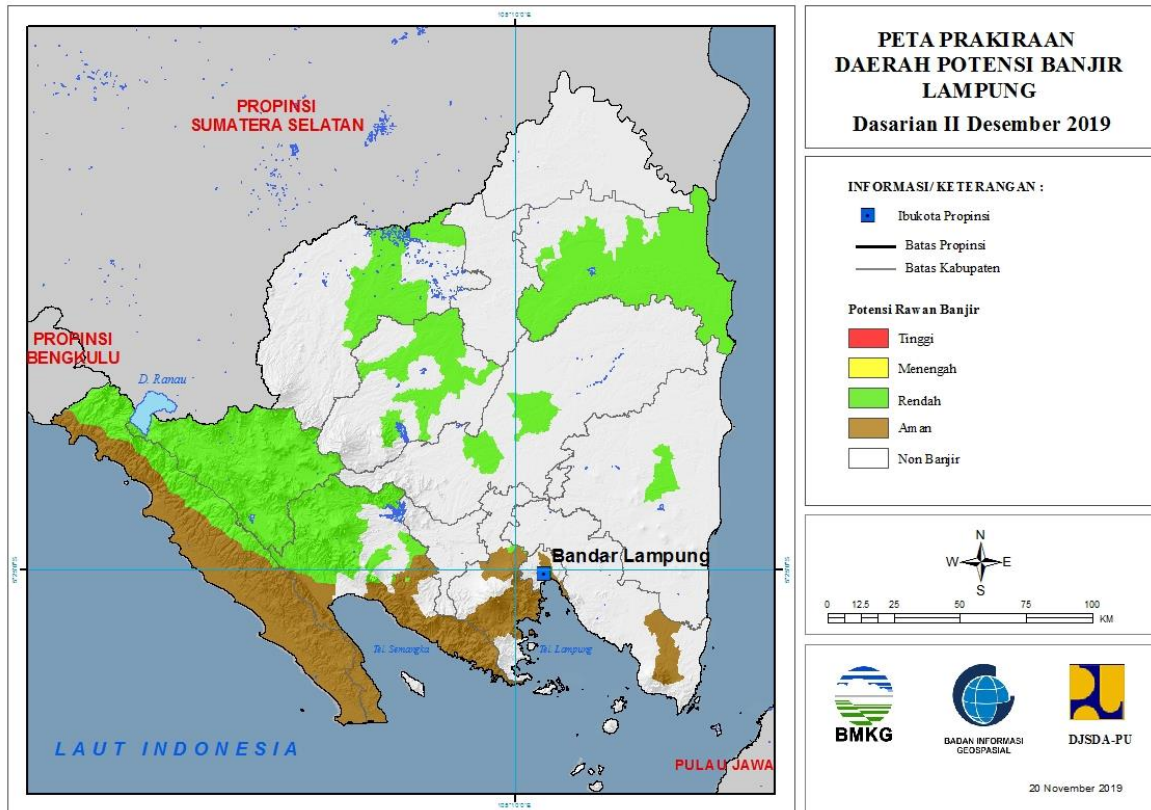 PETA PRAKIRAAN
DAERAH POTENSI BANJIR
LAMPUNG
Dasarian II Desember 2019
INFORMASI/ KETERANGAN :
Ibukota Propinsi
Batas Propinsi
Batas Kabupaten
Potensi Rawan Banjir
Tinggi
Menengah
Rendah
Aman
Non Banjir
N
W
E
S
0 12.5 25 50 75 100
KM
BMKG
BADAN INFORMASI
GEOSPASIAL
DJSDA-PU
20 November 2019
PROPINSI
SUMATERA SELATAN
PROPINSI
BENGKULU
D. Ranau
Bandar Lampung
Tel. Semangka
Tel. Lampung
LAUT INDONESIA
PULAU JAWA